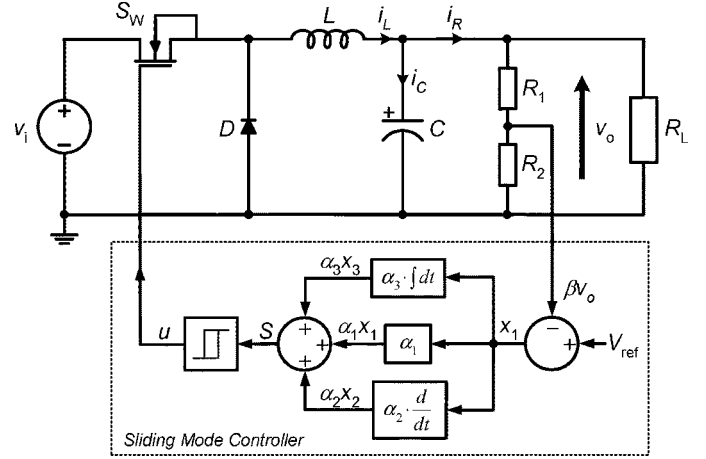 S_W
L
i_L
i_R
i_C
v_i
+
−
D
+
C
R_1
R_2
v_o
R_L
α_3x_3
α_3·∫dt
βv_o
u
S
+
+
+
α_1x_1
α_1
x_1
−
+
V_ref
α_2x_2
α_2·d/dt
Sliding Mode Controller